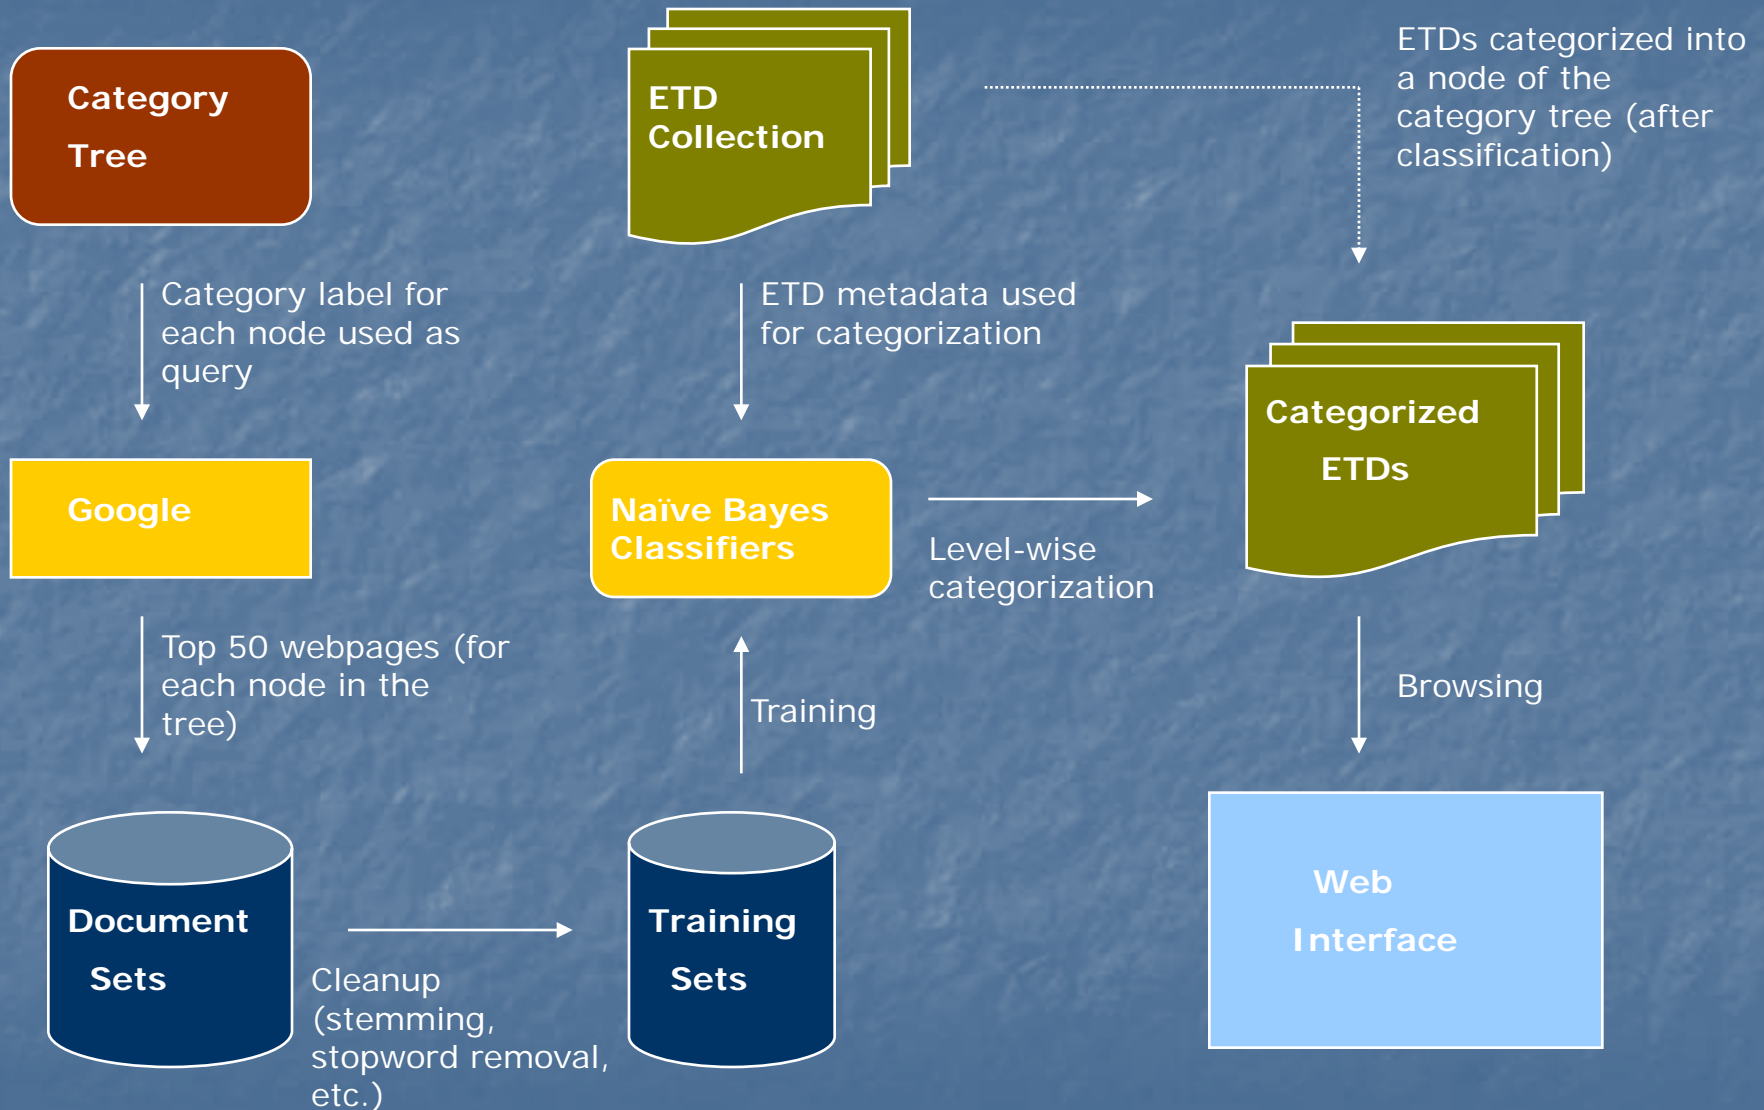 Category
Tree
ETD
Collection
ETDs categorized into
a node of the
category tree (after
classification)
Category label for
each node used as
query
ETD metadata used
for categorization
Categorized
ETDs
Google
Naïve Bayes
Classifiers
Level-wise
categorization
Top 50 webpages (for
each node in the
tree)
Training
Browsing
Document
Sets
Cleanup
(stemming,
stopword removal,
etc.)
Training
Sets
Web
Interface